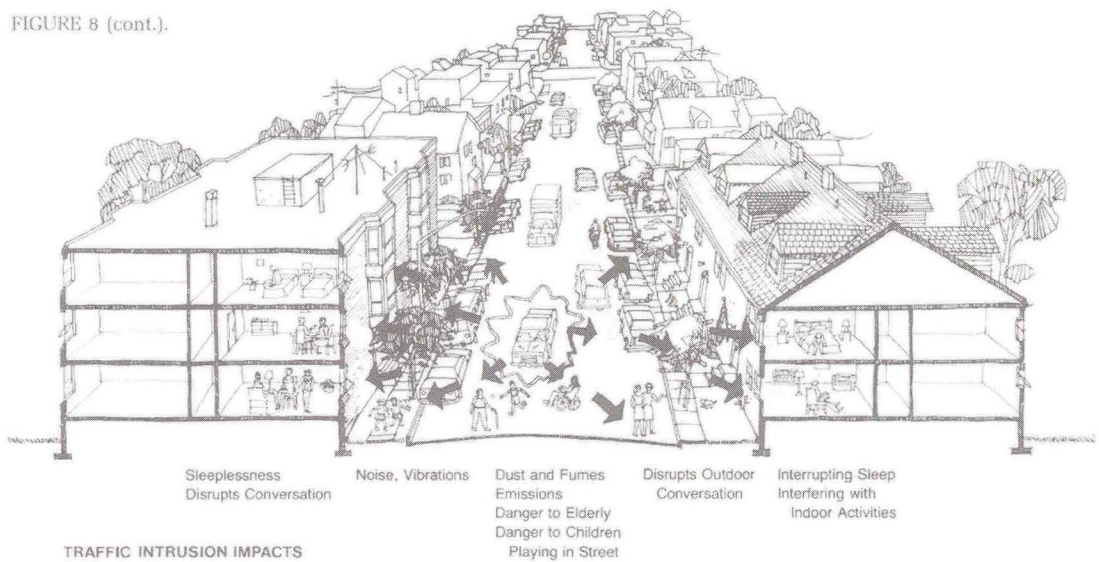 FIGURE 8 (cont.).
Sleeplessness
Disrupts Conversation
Noise, Vibrations
Dust and Fumes
Emissions
Danger to Elderly
Danger to Children
Playing in Street
Disrupts Outdoor
Conversation
Interrupting Sleep
Interfering with
Indoor Activities
TRAFFIC INTRUSION IMPACTS